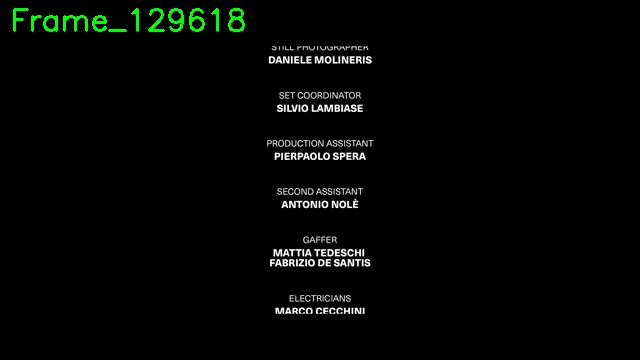 Frame_129618
STILL PHOTOGRAPHER
DANIELE MOLINERIS
SET COORDINATOR
SILVIO LAMBIASE
PRODUCTION ASSISTANT
PIERPAOLO SPERA
SECOND ASSISTANT
ANTONIO NOLÈ
GAFFER
MATTIA TEDESCHI
FABRIZIO DE SANTIS
ELECTRICIANS
MARCO CECCHINI